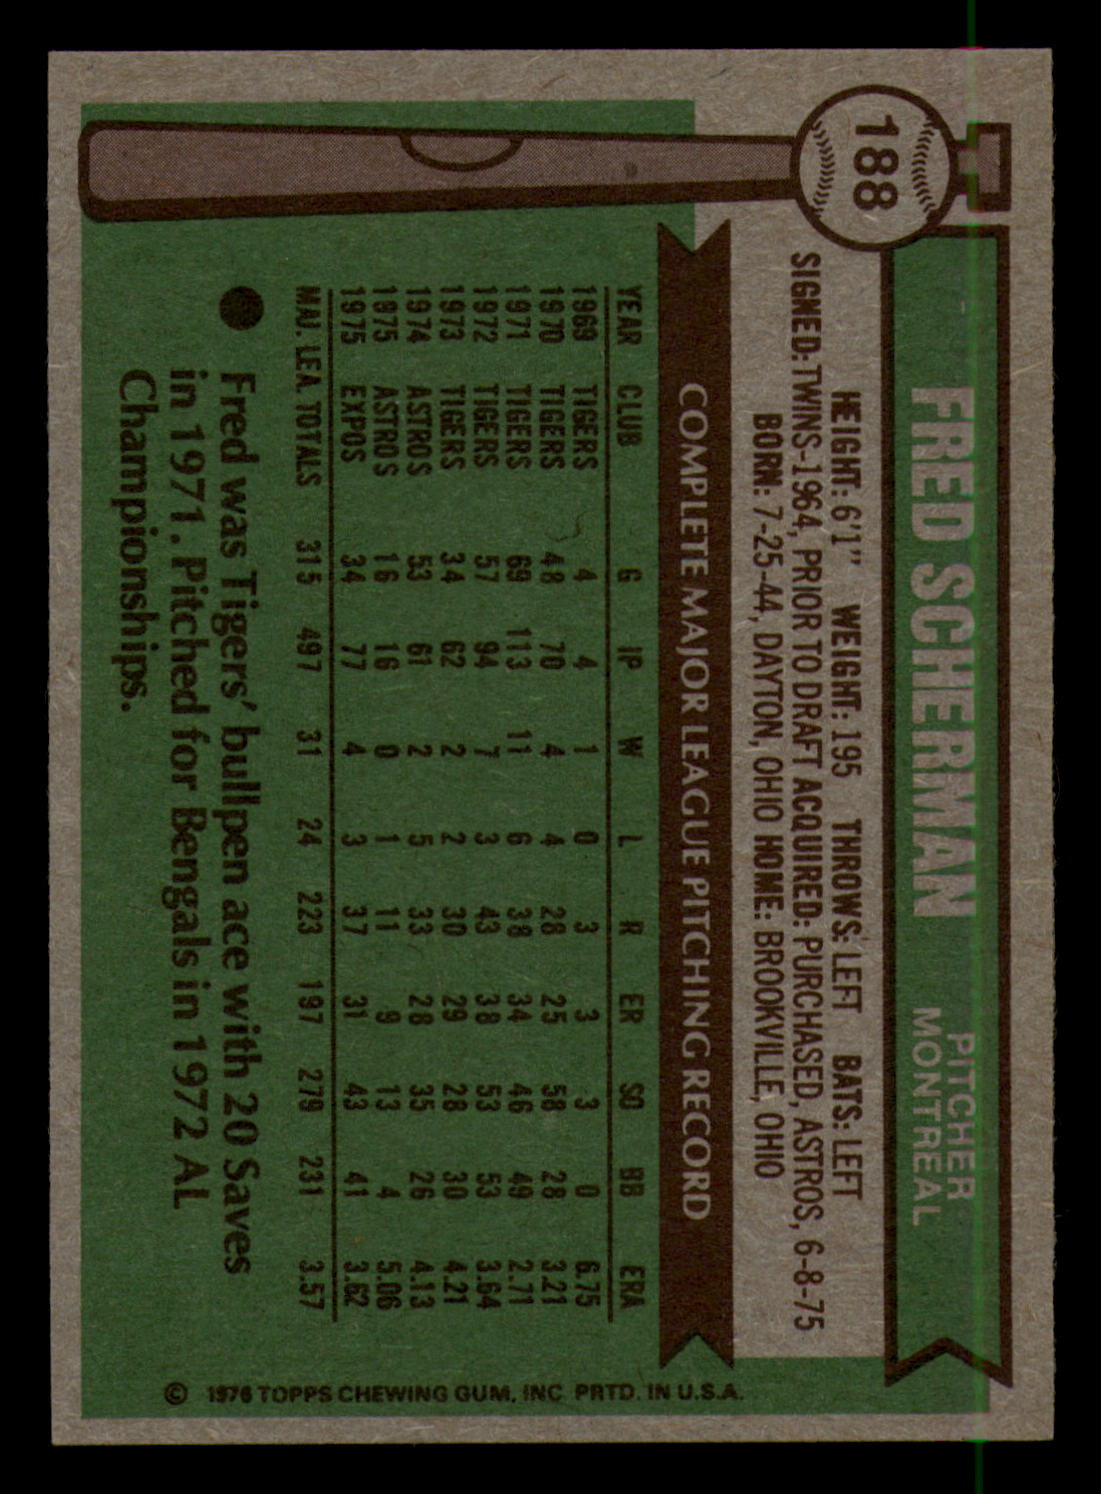 188
FRED SCHERMAN
PITCHER
MONTREAL
HEIGHT: 6'1" WEIGHT: 195 THROWS: LEFT BATS: LEFT
SIGNED: TWINS-1964, PRIOR TO DRAFT ACQUIRED: PURCHASED, ASTROS, 6-8-75
BORN: 7-25-44, DAYTON, OHIO HOME: BROOKVILLE, OHIO
COMPLETE MAJOR LEAGUE PITCHING RECORD
YEAR CLUB G IP W L R ER SO BB ERA
1969 TIGERS 4 4 1 0 3 3 3 0 6.75
1970 TIGERS 48 70 4 4 28 25 58 28 3.21
1971 TIGERS 69 113 11 6 38 34 46 49 2.71
1972 TIGERS 57 94 7 3 43 38 53 53 3.64
1973 TIGERS 34 62 2 2 30 29 28 30 4.21
1974 ASTROS 53 61 2 5 33 28 35 26 4.13
1975 ASTROS 16 16 0 1 11 9 13 4 5.06
1975 EXPOS 34 77 4 3 37 31 43 41 3.62
MAJ. LEA. TOTALS 315 497 31 24 223 197 279 231 3.57
Fred was Tigers' bullpen ace with 20 Saves
in 1971. Pitched for Bengals in 1972 AL
Championships.
© 1976 TOPPS CHEWING GUM, INC PRTD. IN U.S.A.